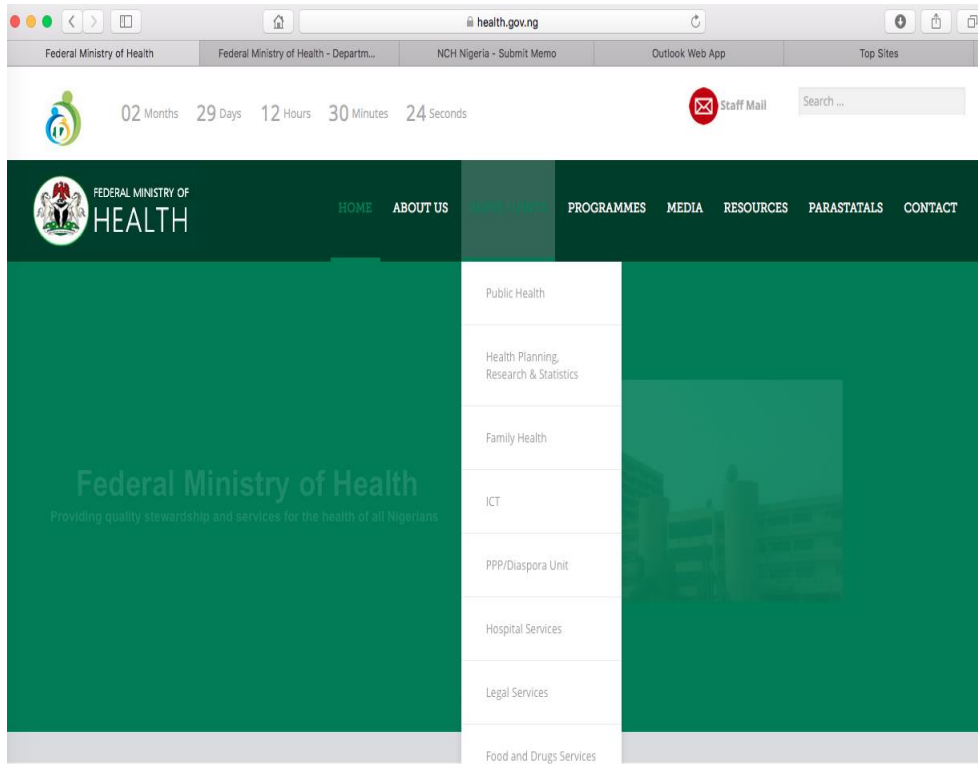 health.gov.ng
Federal Ministry of Health
Federal Ministry of Health - Departm...
NCH Nigeria - Submit Memo
Outlook Web App
Top Sites
02 Months 29 Days 12 Hours 30 Minutes 24 Seconds
Staff Mail
Search ...
FEDERAL MINISTRY OF
HEALTH
HOME ABOUT US PROGRAMMES MEDIA RESOURCES PARASTATALS CONTACT
Public Health
Health Planning,
Research & Statistics
Family Health
ICT
PPP/Diaspora Unit
Hospital Services
Legal Services
Food and Drugs Services
Federal Ministry of Health
Providing quality stewardship and services for the health of all Nigerians